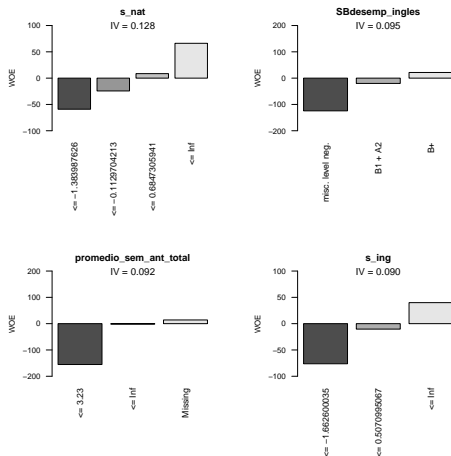 s_nat
IV = 0.128
WOE
100
50
0
−50
−100
<= −1.383987626
<= −0.1129704213
<= 0.6847305941
<= Inf
SBdesemp_ingles
IV = 0.095
WOE
200
100
0
−100
−200
misc. level neg.
B1 + A2
B+
promedio_sem_ant_total
IV = 0.092
WOE
200
100
0
−100
−200
<= 3.23
<= Inf
Missing
s_ing
IV = 0.090
WOE
100
50
0
−50
−100
<= −1.662600035
<= 0.5070995067
<= Inf